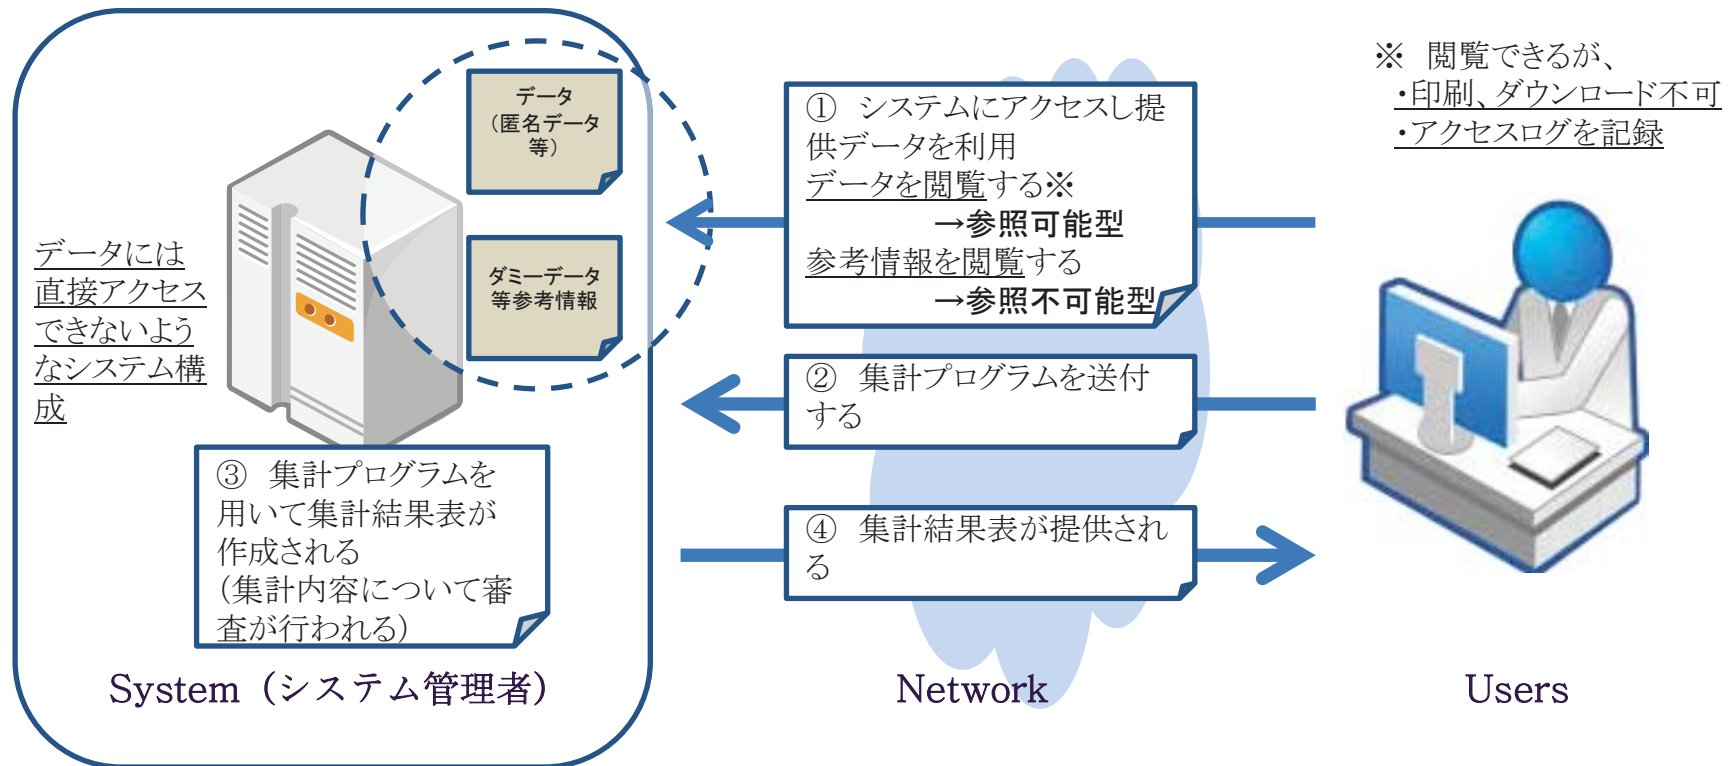 データ
（匿名データ
等）
ダミーデータ
等参考情報
データには
直接アクセス
できないよう
なシステム構
成
③　集計プログラムを
用いて集計結果表が
作成される
（集計内容について審
査が行われる）
System（システム管理者）
①　システムにアクセスし提
供データを利用
データを閲覧する※
→参照可能型
参考情報を閲覧する
→参照不可能型
②　集計プログラムを送付
する
④　集計結果表が提供され
る
Network
※　閲覧できるが、
・印刷、ダウンロード不可
・アクセスログを記録
Users